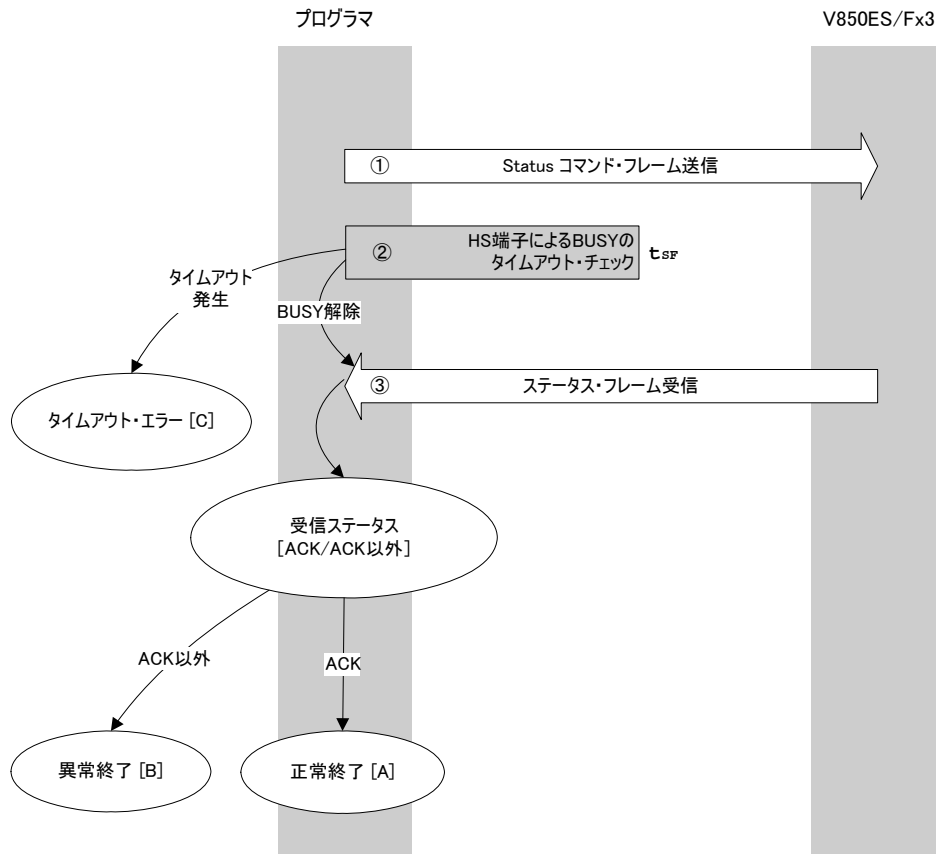 プログラマ
V850ES/Fx3
① Status コマンド・フレーム送信
② HS端子によるBUSYの
タイムアウト・チェック
tSF
タイムアウト
発生
BUSY解除
③ ステータス・フレーム受信
タイムアウト・エラー [C]
受信ステータス
[ACK/ACK以外]
ACK以外
ACK
異常終了 [B]
正常終了 [A]